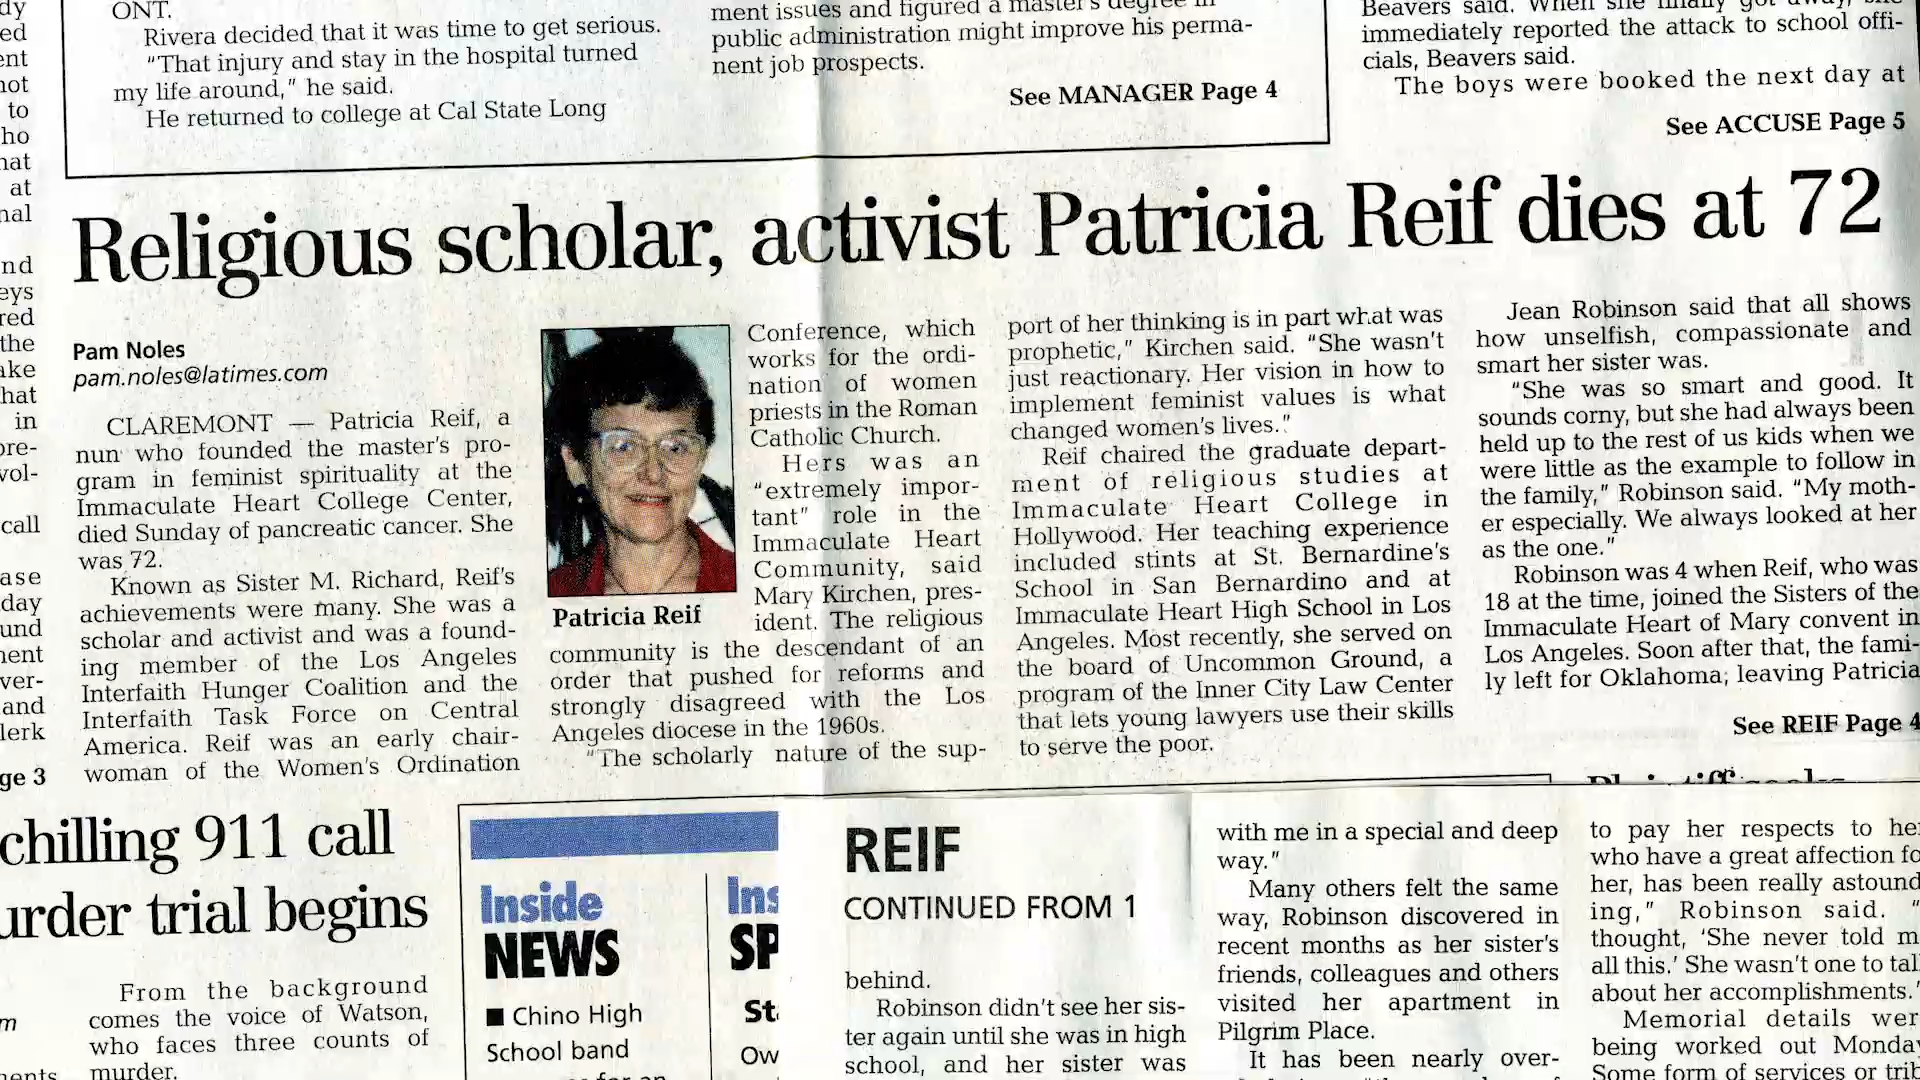 ONT.
Rivera decided that it was time to get serious.
"That injury and stay in the hospital turned
my life around," he said.
He returned to college at Cal State Long
ment issues and figured a master's degree in
public administration might improve his perma-
nent job prospects.
See MANAGER Page 4
Beavers said. When she finally got away, she
immediately reported the attack to school offi-
cials, Beavers said.
The boys were booked the next day at
See ACCUSE Page 5
Religious scholar, activist Patricia Reif dies at 72
Pam Noles
pam.noles@latimes.com
CLAREMONT — Patricia Reif, a
nun who founded the master's pro-
gram in feminist spirituality at the
Immaculate Heart College Center,
died Sunday of pancreatic cancer. She
was 72.
Known as Sister M. Richard, Reif's
achievements were many. She was a
scholar and activist and was a found-
ing member of the Los Angeles
Interfaith Hunger Coalition and the
Interfaith Task Force on Central
America. Reif was an early chair-
woman of the Women's Ordination
Patricia Reif
Conference, which
works for the ordi-
nation of women
priests in the Roman
Catholic Church.
Hers was an
"extremely impor-
tant" role in the
Immaculate Heart
Community, said
Mary Kirchen, pres-
ident. The religious
community is the descendant of an
order that pushed for reforms and
strongly disagreed with the Los
Angeles diocese in the 1960s.
"The scholarly nature of the sup-
port of her thinking is in part what was
prophetic," Kirchen said. "She wasn't
just reactionary. Her vision in how to
implement feminist values is what
changed women's lives."
Reif chaired the graduate depart-
ment of religious studies at
Immaculate Heart College in
Hollywood. Her teaching experience
included stints at St. Bernardine's
School in San Bernardino and at
Immaculate Heart High School in Los
Angeles. Most recently, she served on
the board of Uncommon Ground, a
program of the Inner City Law Center
that lets young lawyers use their skills
to serve the poor.
Jean Robinson said that all shows
how unselfish, compassionate and
smart her sister was.
"She was so smart and good. It
sounds corny, but she had always been
held up to the rest of us kids when we
were little as the example to follow in
the family," Robinson said. "My moth-
er especially. We always looked at her
as the one."
Robinson was 4 when Reif, who was
18 at the time, joined the Sisters of the
Immaculate Heart of Mary convent in
Los Angeles. Soon after that, the fami-
ly left for Oklahoma, leaving Patricia
See REIF Page 4
ge 3
chilling 911 call
urder trial begins
From the background
comes the voice of Watson,
who faces three counts of
murder.
Inside
NEWS
■ Chino High
School band
Ins
SP
St
Ow
REIF
CONTINUED FROM 1
behind.
Robinson didn't see her sis-
ter again until she was in high
school, and her sister was
with me in a special and deep
way."
Many others felt the same
way, Robinson discovered in
recent months as her sister's
friends, colleagues and others
visited her apartment in
Pilgrim Place.
It has been nearly over-
to pay her respects to her
who have a great affection fo
her, has been really astound
ing," Robinson said. "
thought, 'She never told m
all this.' She wasn't one to tal
about her accomplishments."
Memorial details wer
being worked out Monday
Some form of services or trib